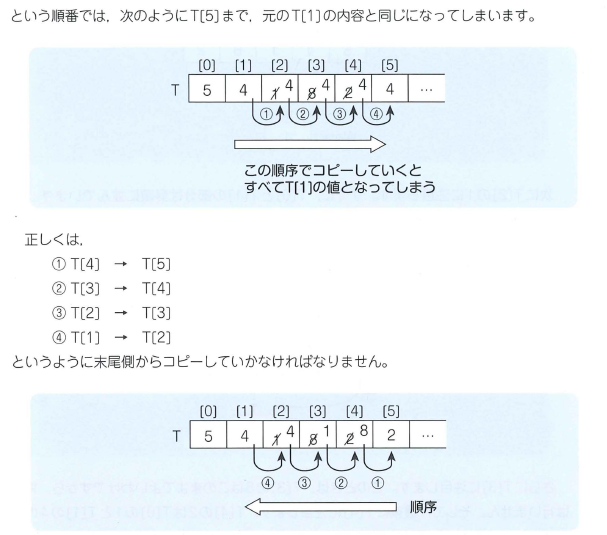 という順番では，次のようにT[5]まで，元のT[1]の内容と同じになってしまいます。
[0] [1] [2] [3] [4] [5]
T 5 4 1 4 8 4 2 4 4 …
① ② ③ ④
この順序でコピーしていくと
すべてT[1]の値となってしまう
正しくは，
① T[4] → T[5]
② T[3] → T[4]
③ T[2] → T[3]
④ T[1] → T[2]
というように末尾側からコピーしていかなければなりません。
[0] [1] [2] [3] [4] [5]
T 5 4 1 4 8 1 2 8 2 …
④ ③ ② ①
順序